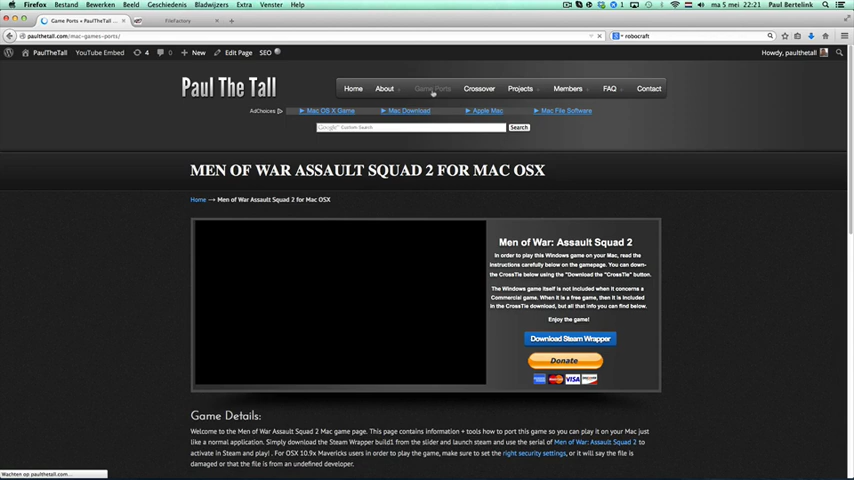 Firefox Bestand Bewerken Beeld Geschiedenis Bladwijzers Extra Venster Help
1 ma 5 mei 22:21 Paul Bertelink
Game Ports « PaulTheTall ...
FileFactory
paulthetall.com/mac-games-ports/
robocraft
PaulTheTall YouTube Embed 4 + New Edit Page SEO
Howdy, paulthetall
Paul The Tall
Home About Game Ports Crossover Projects Members FAQ Contact
AdChoices ► Mac OS X Game ► Mac Download ► Apple Mac ► Mac File Software
Google™ Custom Search Search
MEN OF WAR ASSAULT SQUAD 2 FOR MAC OSX
Home → Men of War Assault Squad 2 for Mac OSX
Men of War: Assault Squad 2
In order to play this Windows game on your Mac, read the
instructions carefully below on the gamepage. You can down-
the CrossTie below using the "Download the "CrossTie" button.
The Windows game itself is not included when it concerns a
Commercial game. When it is a free game, then it is included
in the CrossTie download, but all that info you can find below.
Enjoy the game!
Download Steam Wrapper
Donate
VISA
Game Details:
Welcome to the Men of War Assault Squad 2 Mac game page. This page contains information + tools how to port this game so you can play it on your Mac just
like a normal application. Simply download the Steam Wrapper build1 from the slider and launch steam and use the serial of Men of War: Assault Squad 2 to
activate in Steam and play! . For OSX 10.9x Mavericks users in order to play the game, make sure to set the right security settings, or it will say the file is
damaged or that the file is from an undefined developer.
Wachten op paulthetall.com...